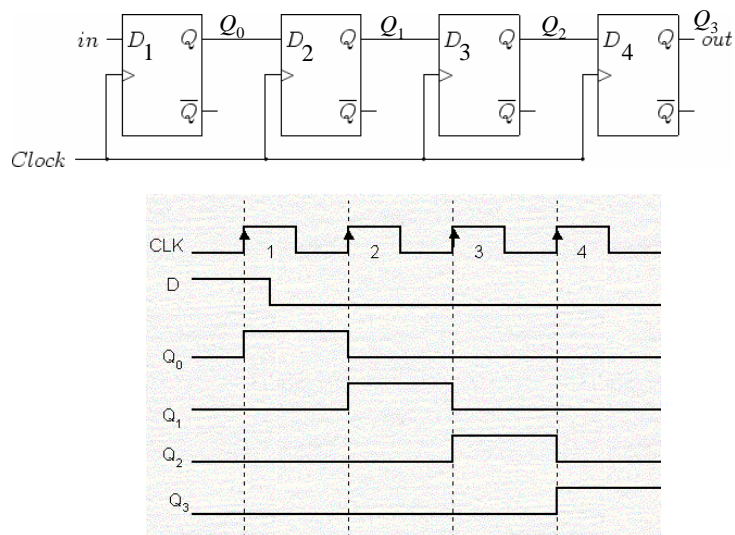 in D1 Q Q0 D2 Q Q1 D3 Q Q2 D4 Q Q3 out
Q Q Q Q
Clock
CLK 1 2 3 4
D
Q0
Q1
Q2
Q3